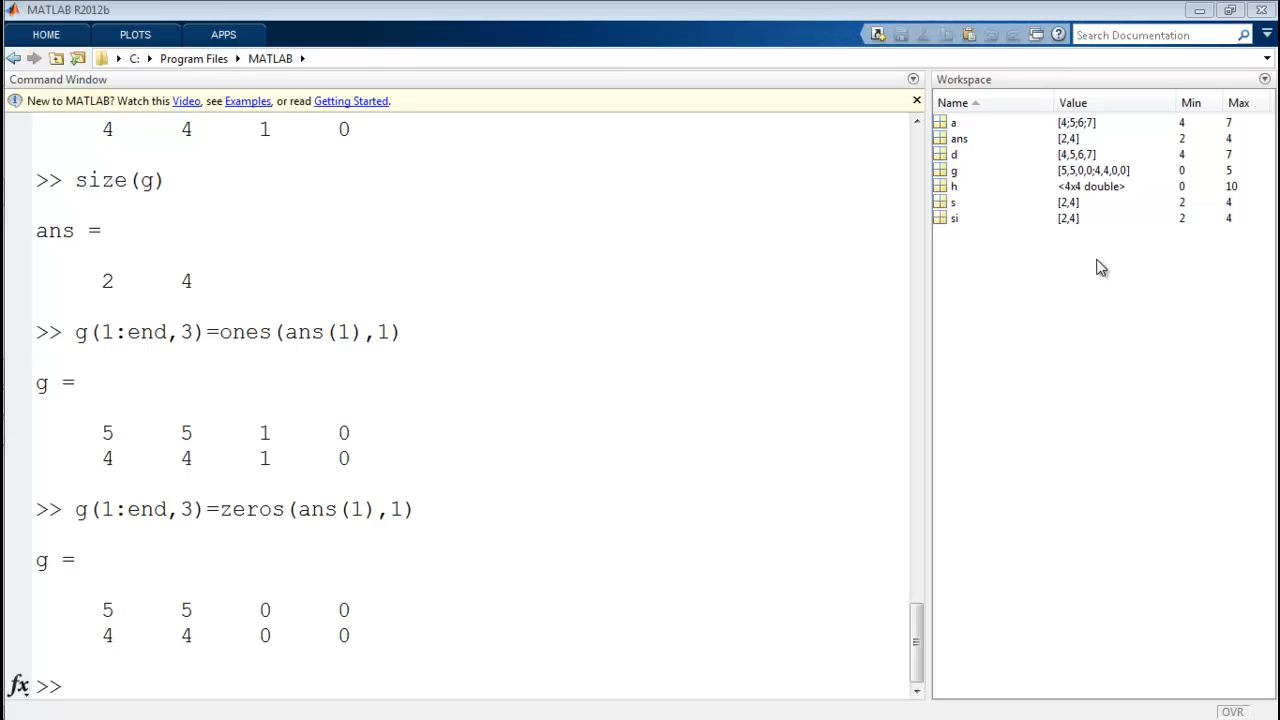 MATLAB R2012b
HOME PLOTS APPS Search Documentation
C: Program Files MATLAB
Command Window
New to MATLAB? Watch this Video, see Examples, or read Getting Started.
4 4 1 0
>> size(g)
ans =
2 4
>> g(1:end,3)=ones(ans(1),1)
g =
5 5 1 0
4 4 1 0
>> g(1:end,3)=zeros(ans(1),1)
g =
5 5 0 0
4 4 0 0
fx >>
Workspace
Name Value Min Max
a [4;5;6;7] 4 7
ans [2,4] 2 4
d [4,5,6,7] 4 7
g [5,5,0,0;4,4,0,0] 0 5
h <4x4 double> 0 10
s [2,4] 2 4
si [2,4] 2 4
OVR